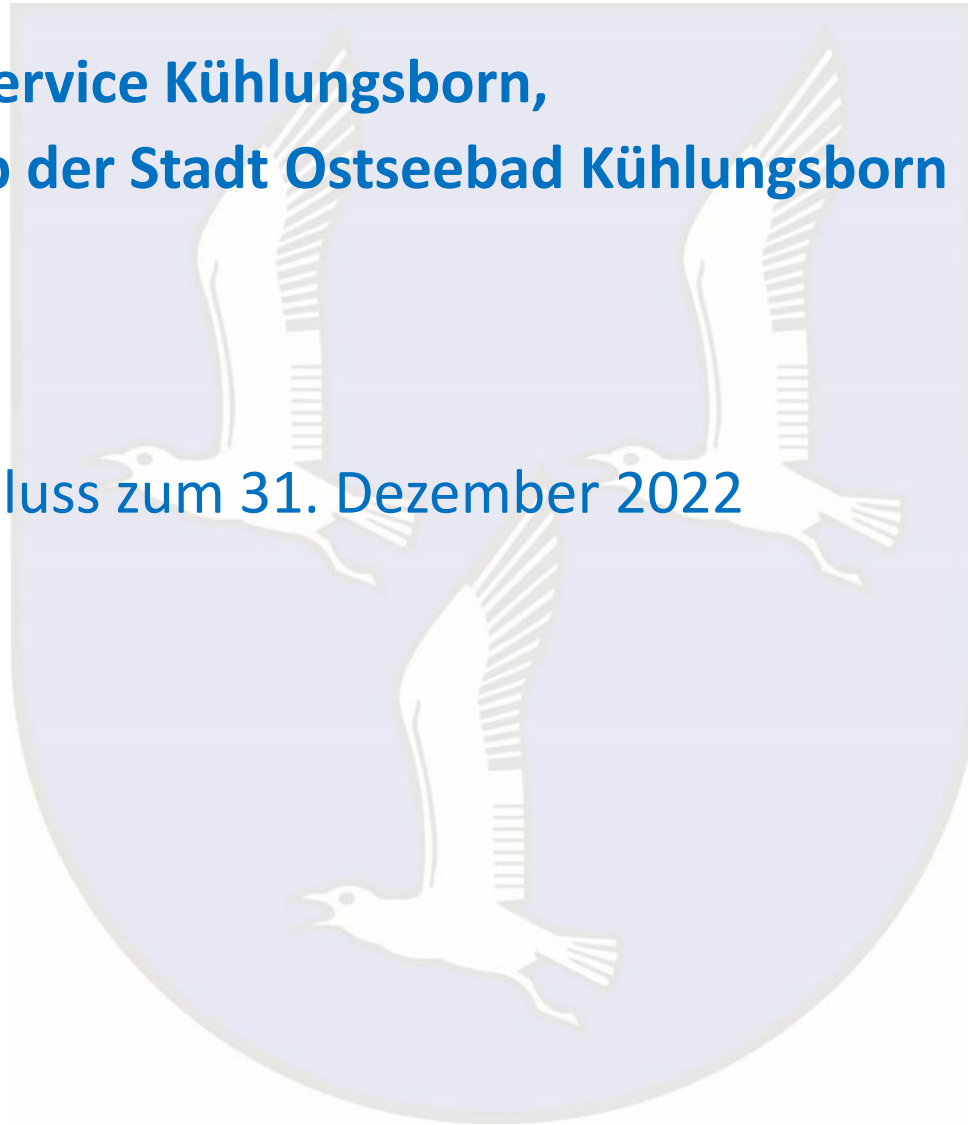 ervice Kühlungsborn,
der Stadt Ostseebad Kühlungsborn
luss zum 31. Dezember 2022